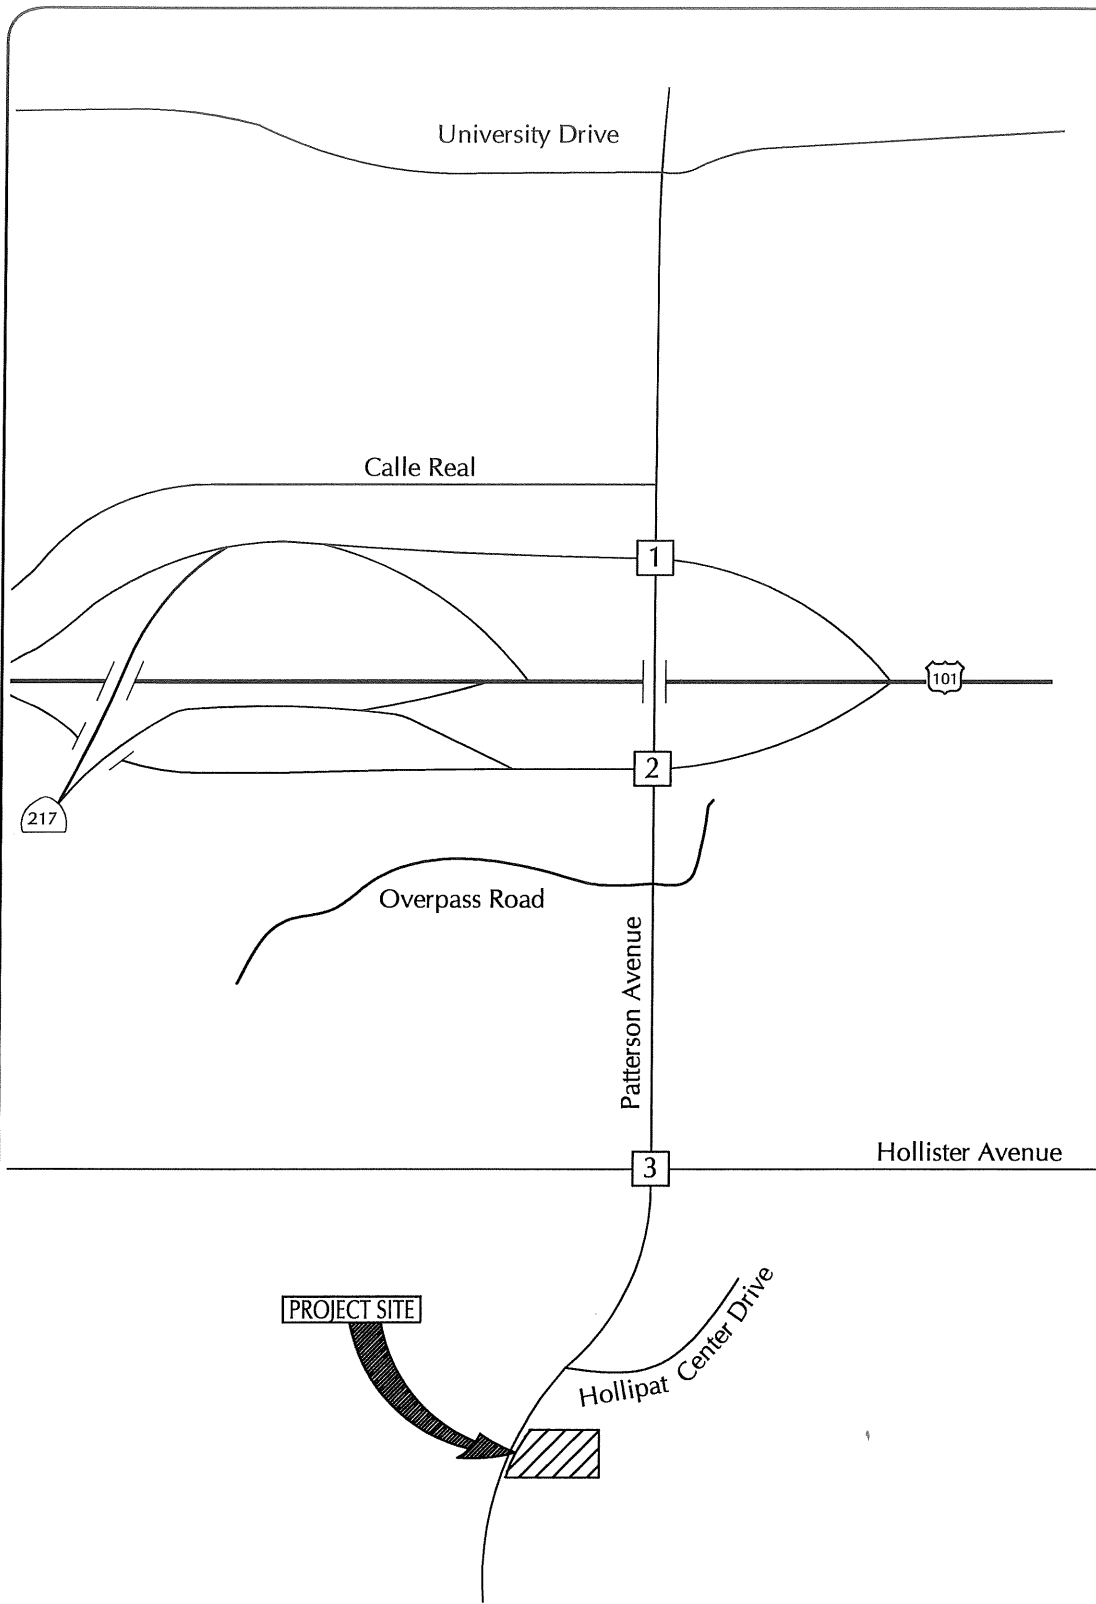 University Drive
Calle Real
1
101
2
217
Overpass Road
Patterson Avenue
Hollister Avenue
3
PROJECT SITE
Hollipat Center Drive